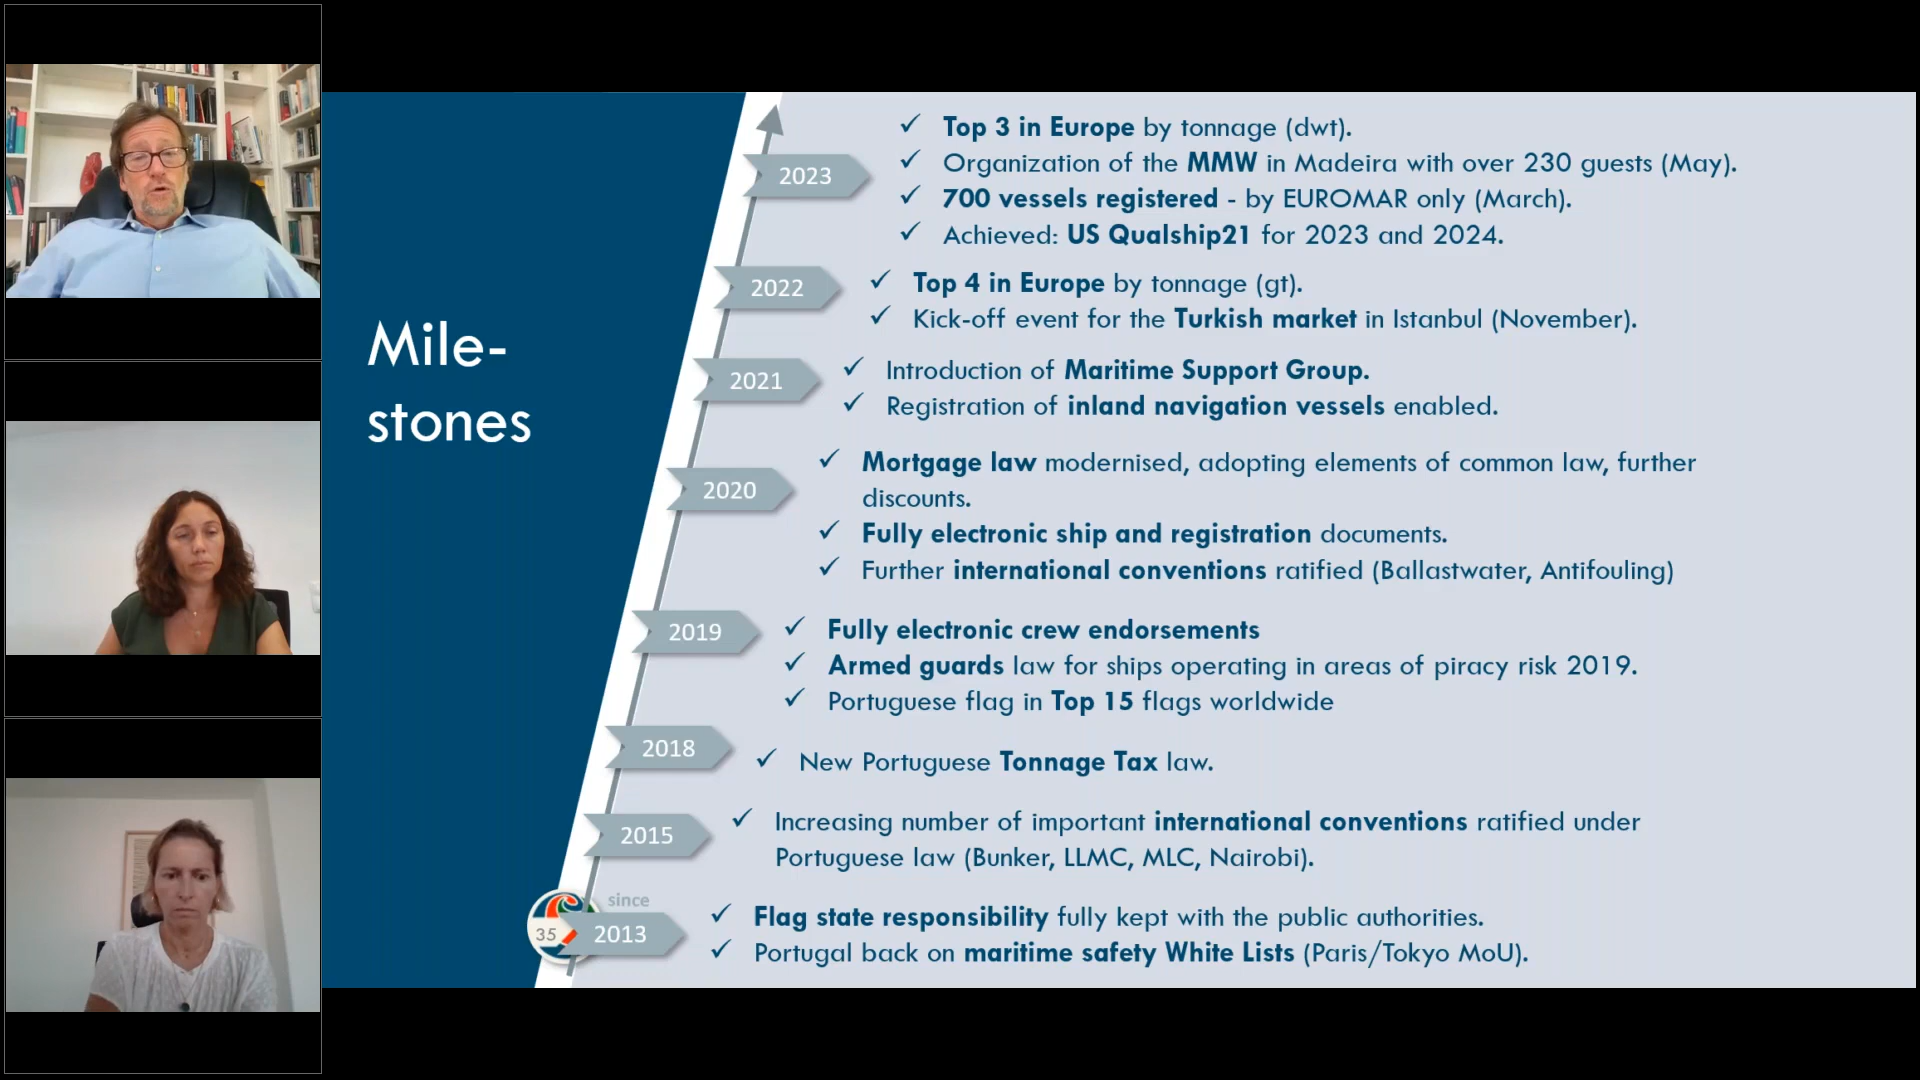 Mile-
stones
2023
Top 3 in Europe by tonnage (dwt).
Organization of the MMW in Madeira with over 230 guests (May).
700 vessels registered - by EUROMAR only (March).
Achieved: US Qualship21 for 2023 and 2024.
2022
Top 4 in Europe by tonnage (gt).
Kick-off event for the Turkish market in Istanbul (November).
2021
Introduction of Maritime Support Group.
Registration of inland navigation vessels enabled.
2020
Mortgage law modernised, adopting elements of common law, further
discounts.
Fully electronic ship and registration documents.
Further international conventions ratified (Ballastwater, Antifouling)
2019
Fully electronic crew endorsements
Armed guards law for ships operating in areas of piracy risk 2019.
Portuguese flag in Top 15 flags worldwide
2018
New Portuguese Tonnage Tax law.
2015
Increasing number of important international conventions ratified under
Portuguese law (Bunker, LLMC, MLC, Nairobi).
since
35
2013
Flag state responsibility fully kept with the public authorities.
Portugal back on maritime safety White Lists (Paris/Tokyo MoU).